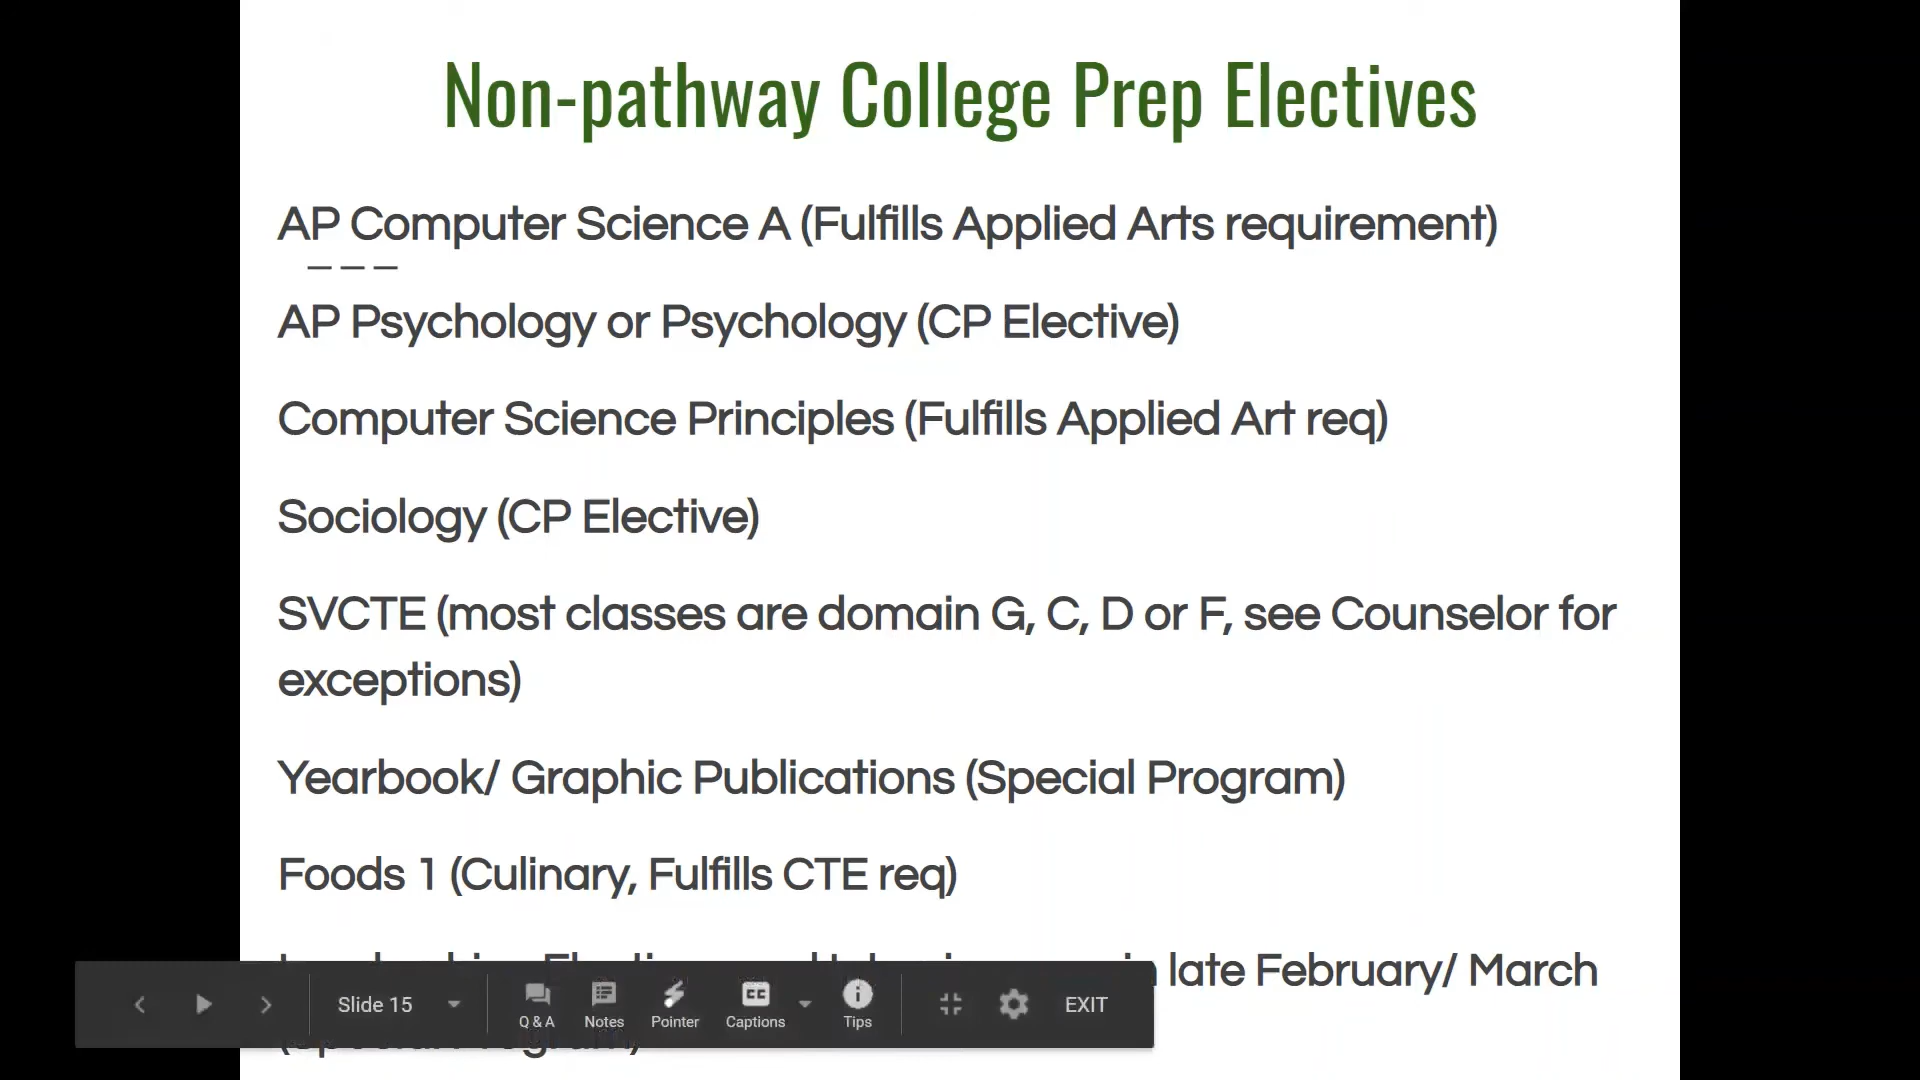 Non-pathway College Prep Electives
AP Computer Science A (Fulfills Applied Arts requirement)
AP Psychology or Psychology (CP Elective)
Computer Science Principles (Fulfills Applied Art req)
Sociology (CP Elective)
SVCTE (most classes are domain G, C, D or F, see Counselor for
exceptions)
Yearbook/ Graphic Publications (Special Program)
Foods 1 (Culinary, Fulfills CTE req)
late February/ March
Slide 15
Q & A
Notes
Pointer
CC
Captions
Tips
EXIT